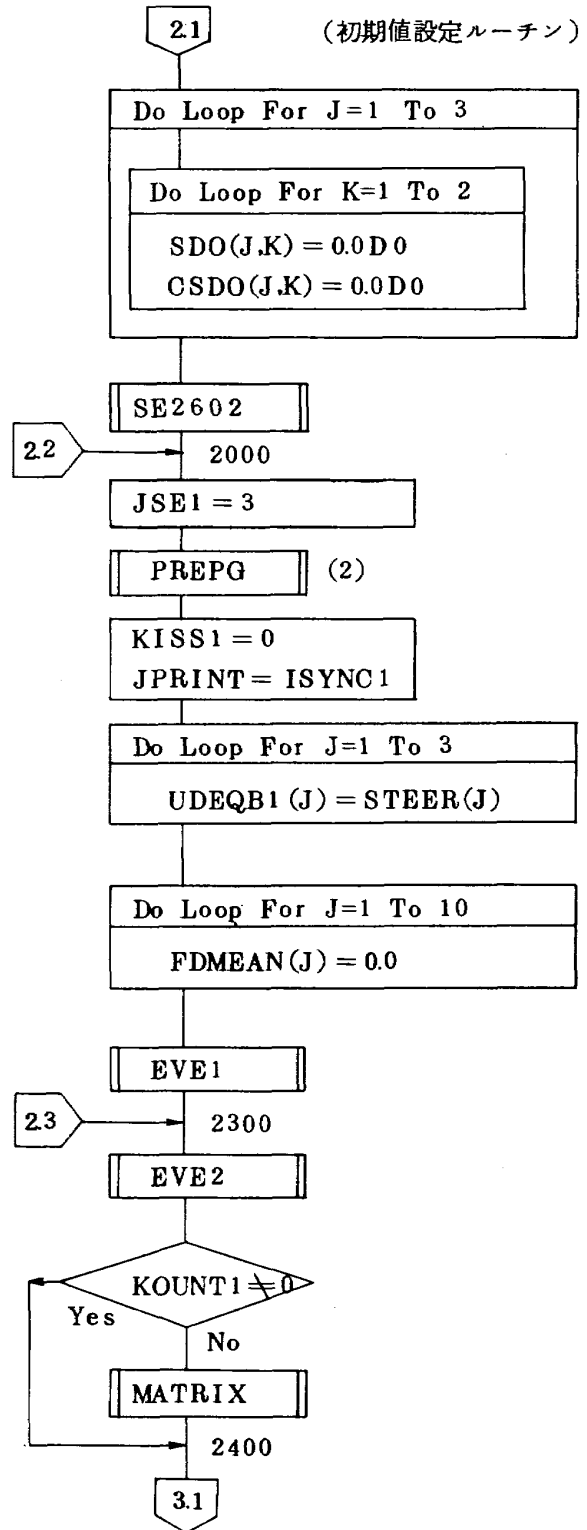 2.1
(初期値設定ルーチン)
Do Loop For J=1 To 3
Do Loop For K=1 To 2
SDO(J,K)=0.0D0
CSDO(J,K)=0.0D0
SE2602
2.2
2000
JSE1=3
PREPG
(2)
KISS1=0
JPRINT=ISYNC1
Do Loop For J=1 To 3
UDEQB1(J)=STEER(J)
Do Loop For J=1 To 10
FDMEAN(J)=0.0
EVE1
2.3
2300
EVE2
KOUNT1≠0
Yes
No
MATRIX
2400
3.1